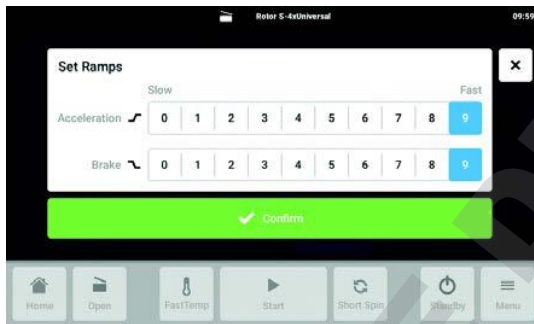 Rotor S-4xUniversal 09:59
Set Ramps
Slow Fast
Acceleration 0 1 2 3 4 5 6 7 8 9
Brake 0 1 2 3 4 5 6 7 8 9
Confirm
Home Open FastTemp Start Short Spin Standby Menu